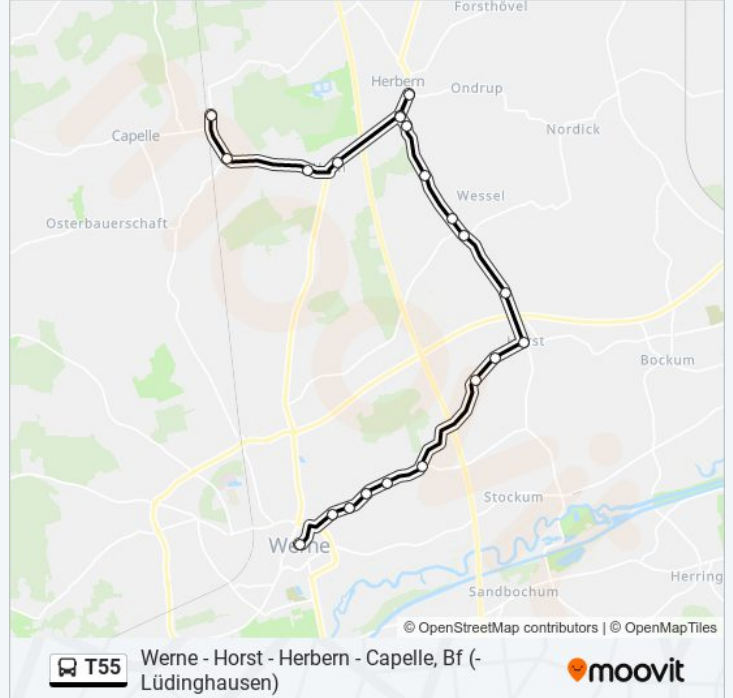 Forsthövel
Herbern
Ondrup
Capelle
Nordick
Wessel
Osterbauerschaft
st
Bockum
Stockum
Werne
Sandbochum
Herring
© OpenStreetMap contributors | © OpenMapTiles
T55
Werne - Horst - Herbern - Capelle, Bf (-
Lüdinghausen)
moovit